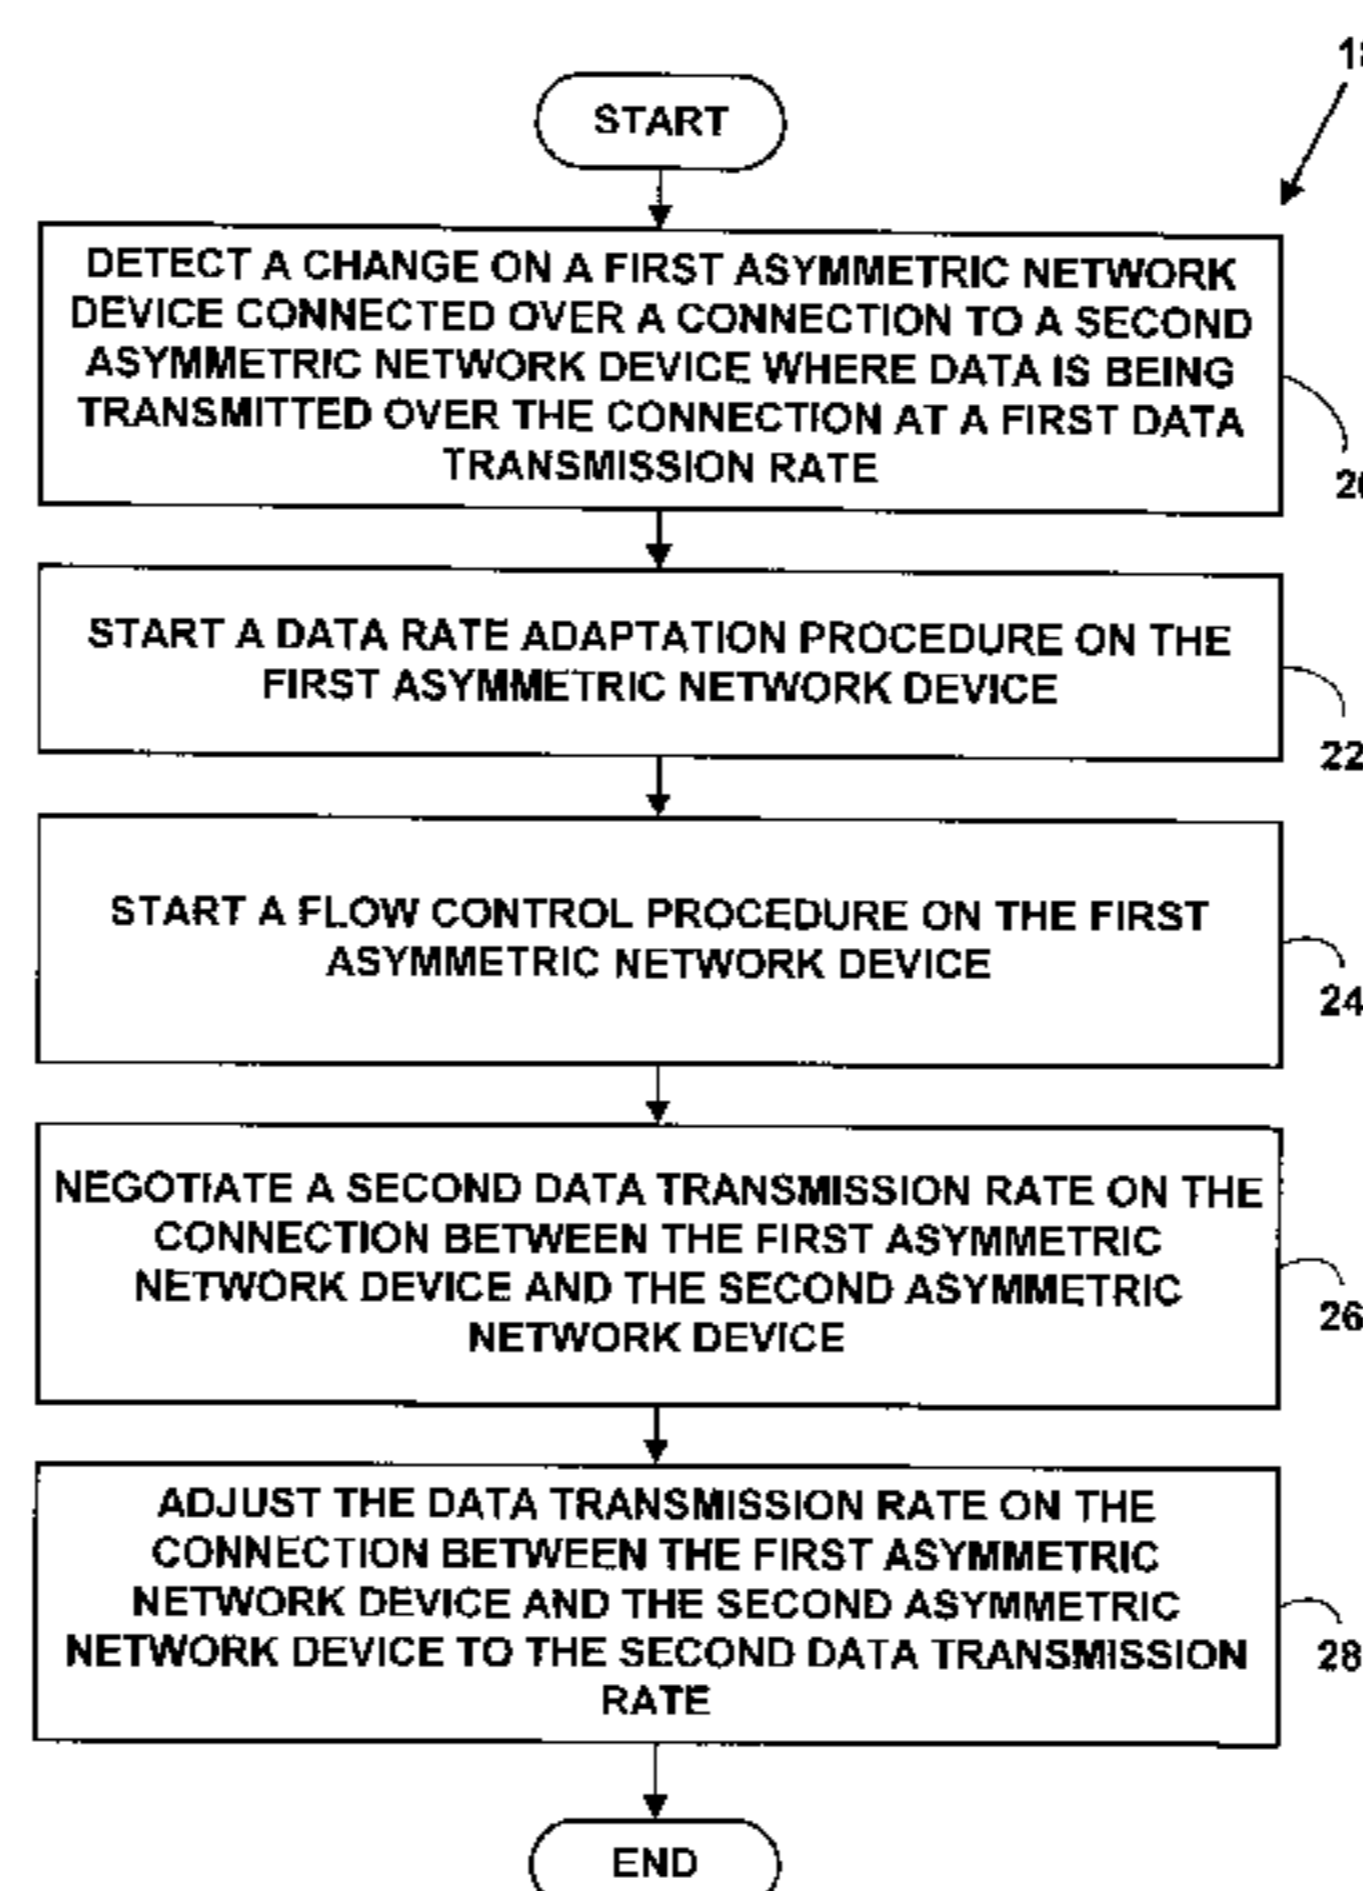 START
DETECT A CHANGE ON A FIRST ASYMMETRIC NETWORK
DEVICE CONNECTED OVER A CONNECTION TO A SECOND
ASYMMETRIC NETWORK DEVICE WHERE DATA IS BEING
TRANSMITTED OVER THE CONNECTION AT A FIRST DATA
TRANSMISSION RATE
START A DATA RATE ADAPTATION PROCEDURE ON THE
FIRST ASYMMETRIC NETWORK DEVICE
22
START A FLOW CONTROL PROCEDURE ON THE FIRST
ASYMMETRIC NETWORK DEVICE
24
NEGOTIATE A SECOND DATA TRANSMISSION RATE ON THE
CONNECTION BETWEEN THE FIRST ASYMMETRIC
NETWORK DEVICE AND THE SECOND ASYMMETRIC
NETWORK DEVICE
26
ADJUST THE DATA TRANSMISSION RATE ON THE
CONNECTION BETWEEN THE FIRST ASYMMETRIC
NETWORK DEVICE AND THE SECOND ASYMMETRIC
NETWORK DEVICE TO THE SECOND DATA TRANSMISSION
RATE
28
END